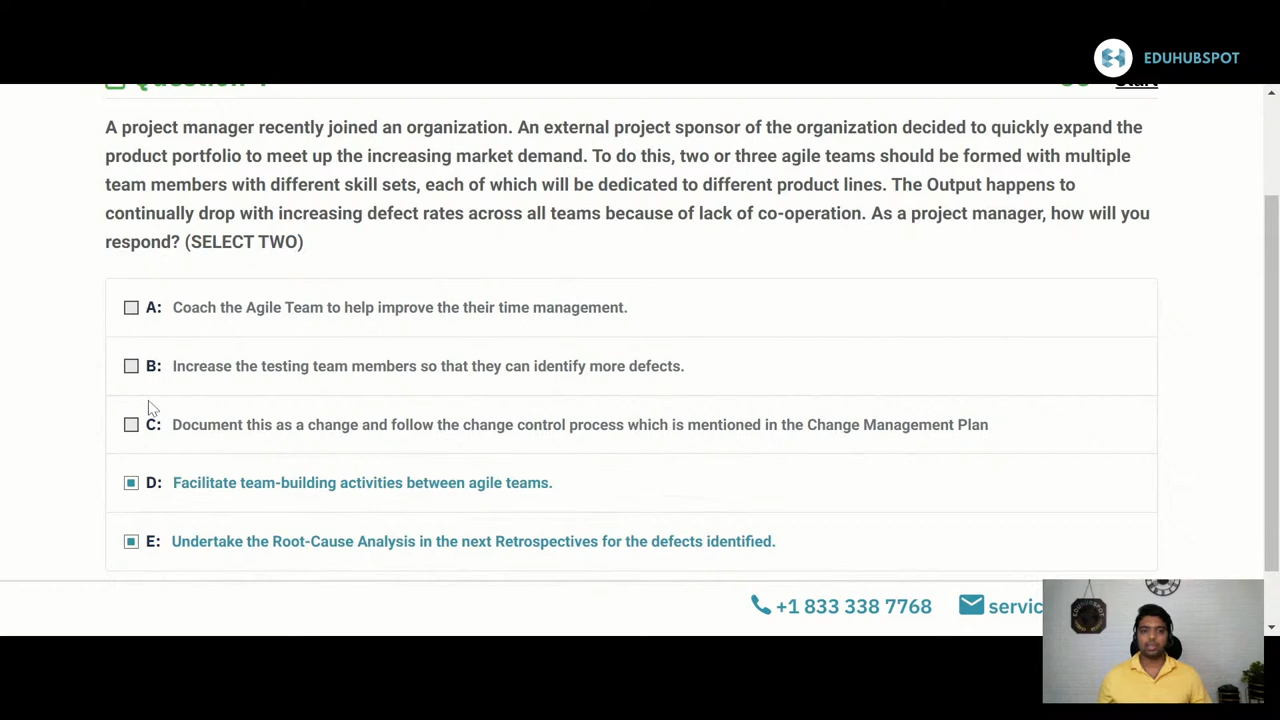 EDUHUBSPOT
A project manager recently joined an organization. An external project sponsor of the organization decided to quickly expand the
product portfolio to meet up the increasing market demand. To do this, two or three agile teams should be formed with multiple
team members with different skill sets, each of which will be dedicated to different product lines. The Output happens to
continually drop with increasing defect rates across all teams because of lack of co-operation. As a project manager, how will you
respond? (SELECT TWO)
A: Coach the Agile Team to help improve the their time management.
B: Increase the testing team members so that they can identify more defects.
C: Document this as a change and follow the change control process which is mentioned in the Change Management Plan
D: Facilitate team-building activities between agile teams.
E: Undertake the Root-Cause Analysis in the next Retrospectives for the defects identified.
+1 833 338 7768 servic
EDUHUBSPOT